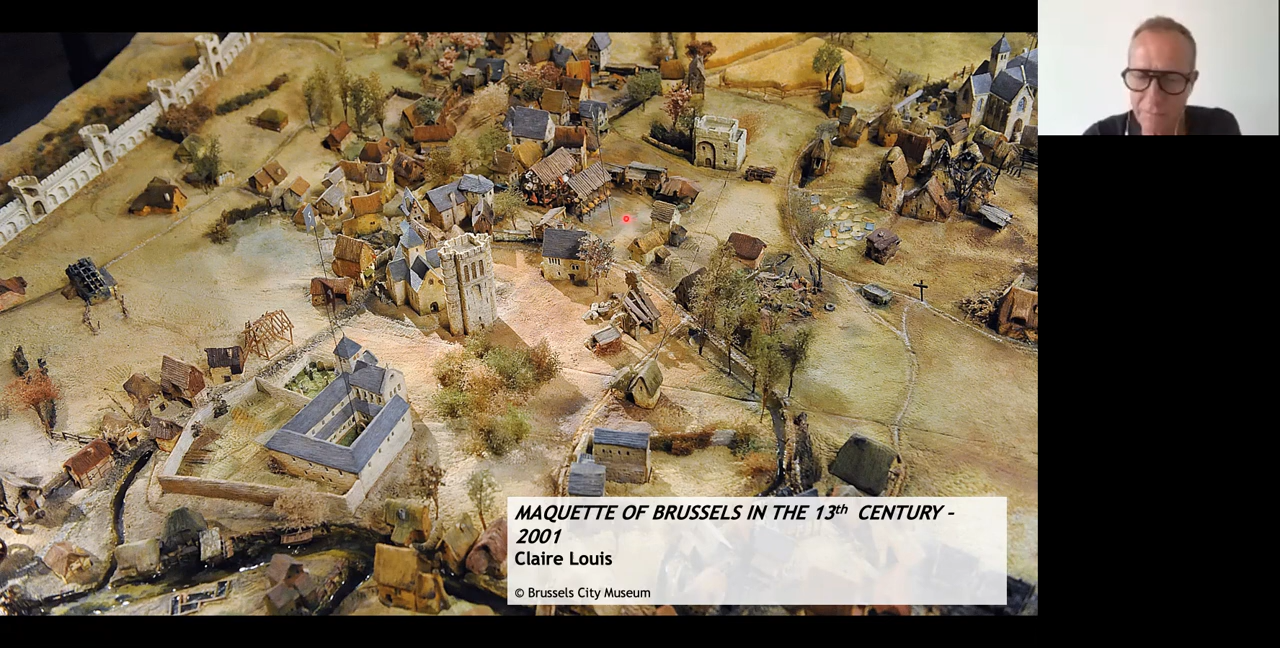 MAQUETTE OF BRUSSELS IN THE 13th CENTURY –
2001
Claire Louis
© Brussels City Museum